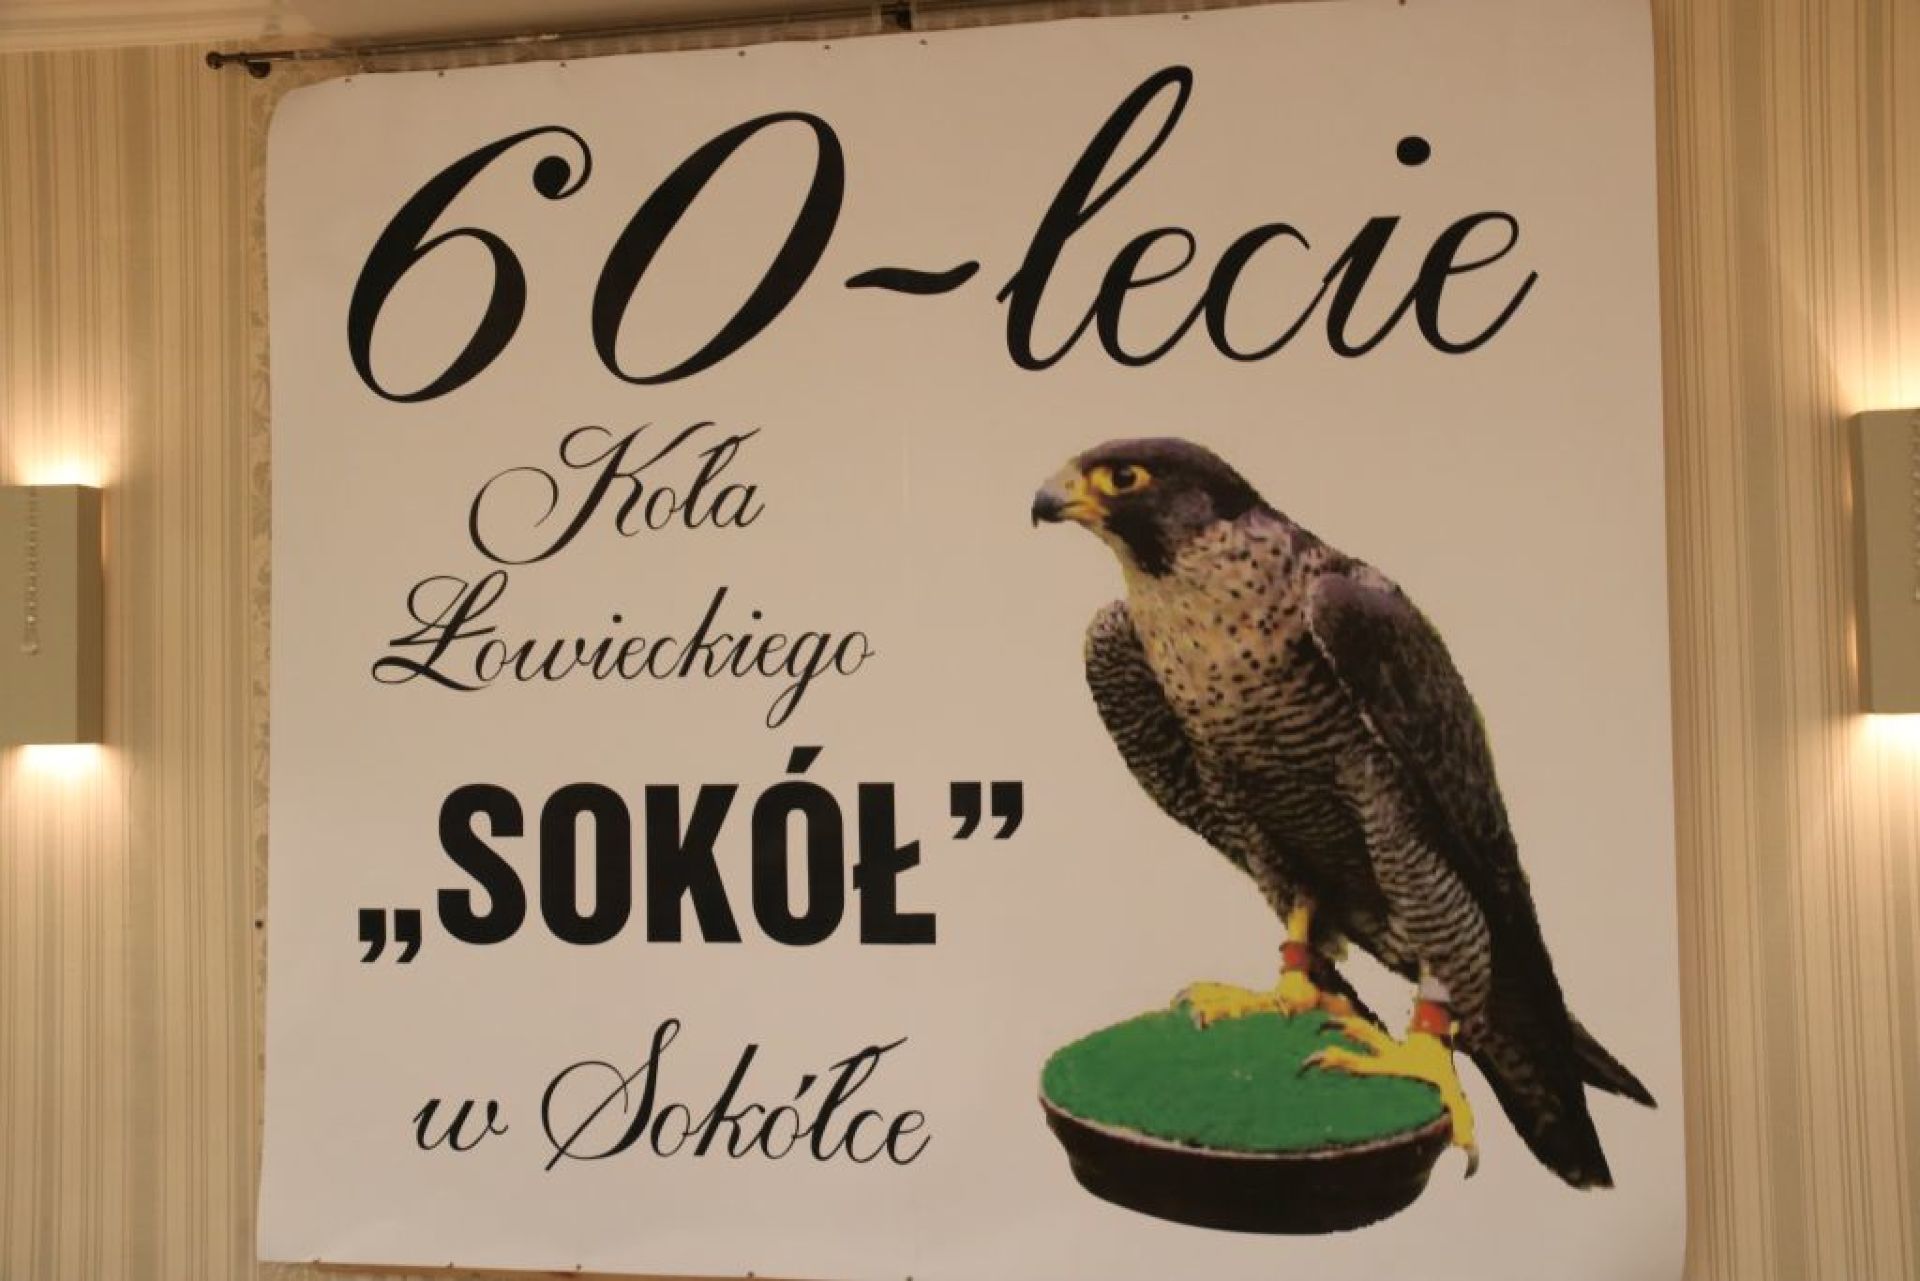 60-lecie
Koła
Łowieckiego
„SOKÓŁ”
w Sokółce